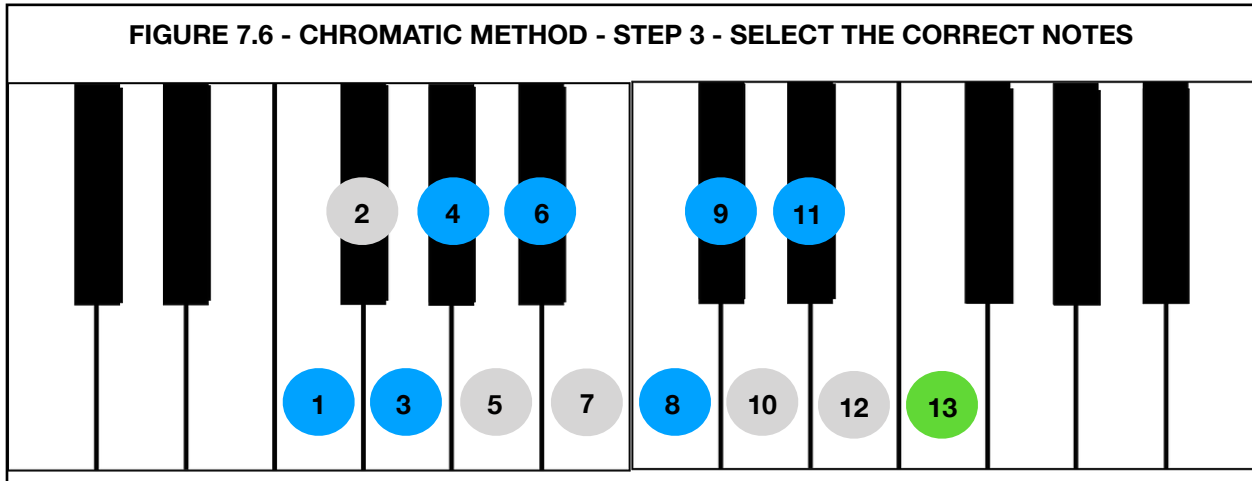 FIGURE 7.6 - CHROMATIC METHOD - STEP 3 - SELECT THE CORRECT NOTES
2 4 6 9 11
1 3 5 7 8 10 12 13